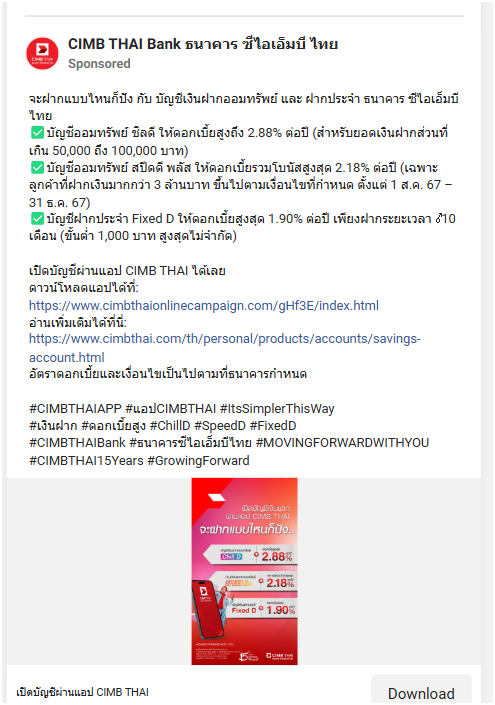 CIMB THAI Bank ธนาคาร ซีไอเอ็มบี ไทย
Sponsored
จะฝากแบบไหนก็ปัง กับ บัญชีเงินฝากออมทรัพย์ และ ฝากประจำ ธนาคาร ซีไอเอ็มบี
ไทย
✅บัญชีออมทรัพย์ ชิลดี ให้ดอกเบี้ยสูงถึง 2.88% ต่อปี (สำหรับยอดเงินฝากส่วนที่
เกิน 50,000 ถึง 100,000 บาท)
✅บัญชีออมทรัพย์ สปีดดี พลัส ให้ดอกเบี้ยรวมโบนัสสูงสุด 2.18% ต่อปี (เฉพาะ
ลูกค้าที่ฝากเงินมากกว่า 3 ล้านบาท ขึ้นไปตามเงื่อนไขที่กำหนด ตั้งแต่ 1 ส.ค. 67 –
31 ธ.ค. 67)
✅บัญชีฝากประจำ Fixed D ให้ดอกเบี้ยสูงสุด 1.90% ต่อปี เพียงฝากระยะเวลา 10
เดือน (ขั้นต่ำ 1,000 บาท สูงสุดไม่จำกัด)
เปิดบัญชีผ่านแอป CIMB THAI ได้เลย
ดาวน์โหลดแอปได้ที่:
https://www.cimbthaionlinecampaign.com/gHf3E/index.html
อ่านเพิ่มเติมได้ที่นี่:
https://www.cimbthai.com/th/personal/products/accounts/savings-
account.html
อัตราดอกเบี้ยและเงื่อนไขเป็นไปตามที่ธนาคารกำหนด
#CIMBTHAIAPP #แอปCIMBTHAI #ItsSimplerThisWay
#เงินฝาก #ดอกเบี้ยสูง #ChillD #SpeedD #FixedD
#CIMBTHAIBank #ธนาคารซีไอเอ็มบีไทย #MOVINGFORWARDWITHYOU
#CIMBTHAI15Years #GrowingForward
เปิดบัญชีเงินฝาก
ผ่านแอป CIMB THAI
จะฝากแบบไหนก็ปัง...
Chill D
2.88%
2.18%
Fixed D
1.90%
CIMB THAI
เปิดบัญชีผ่านแอป CIMB THAI
Download